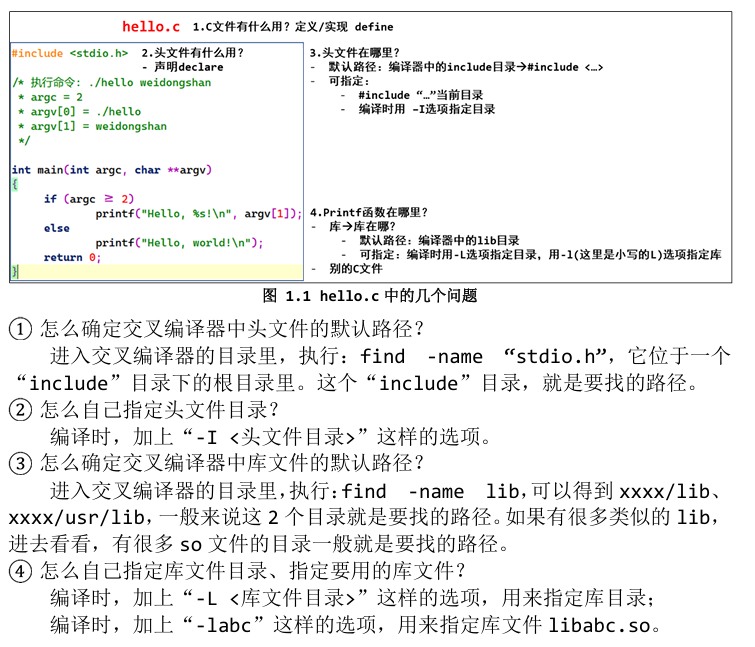 hello.c 1.C文件有什么用？定义/实现 define
#include <stdio.h> 2.头文件有什么用？
- 声明declare
/* 执行命令: ./hello weidongshan
* argc = 2
* argv[0] = ./hello
* argv[1] = weidongshan
*/
int main(int argc, char **argv)
{
if (argc ≥ 2)
printf("Hello, %s!\n", argv[1]);
else
printf("Hello, world!\n");
return 0;
}
3.头文件在哪里？
- 默认路径：编译器中的include目录→#include <…>
- 可指定：
- #include “…”当前目录
- 编译时用 –I选项指定目录
4.Printf函数在哪里？
- 库→库在哪？
- 默认路径：编译器中的lib目录
- 可指定：编译时用-L选项指定目录，用-l(这里是小写的L)选项指定库
- 别的C文件
图 1.1 hello.c 中的几个问题
① 怎么确定交叉编译器中头文件的默认路径？
进入交叉编译器的目录里，执行：find -name “stdio.h”，它位于一个
“include”目录下的根目录里。这个“include”目录，就是要找的路径。
② 怎么自己指定头文件目录？
编译时，加上“-I <头文件目录>”这样的选项。
③ 怎么确定交叉编译器中库文件的默认路径？
进入交叉编译器的目录里，执行：find -name lib，可以得到 xxxx/lib、
xxxx/usr/lib，一般来说这 2 个目录就是要找的路径。如果有很多类似的 lib，
进去看看，有很多 so 文件的目录一般就是要找的路径。
④ 怎么自己指定库文件目录、指定要用的库文件？
编译时，加上“-L <库文件目录>”这样的选项，用来指定库目录；
编译时，加上“-labc”这样的选项，用来指定库文件 libabc.so。